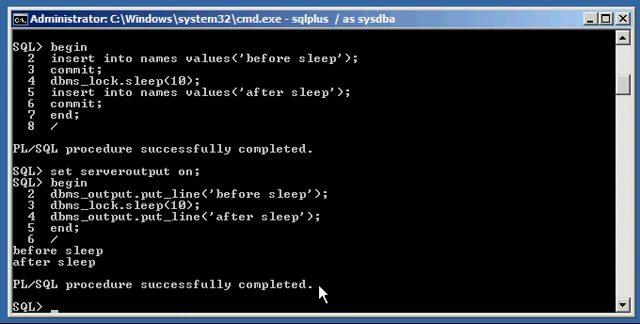 Administrator: C:\Windows\system32\cmd.exe - sqlplus / as sysdba
SQL> begin
2 insert into names values('before sleep');
3 commit;
4 dbms_lock.sleep(10);
5 insert into names values('after sleep');
6 commit;
7 end;
8 /
PL/SQL procedure successfully completed.
SQL> set serveroutput on;
SQL> begin
2 dbms_output.put_line('before sleep');
3 dbms_lock.sleep(10);
4 dbms_output.put_line('after sleep');
5 end;
6 /
before sleep
after sleep
PL/SQL procedure successfully completed.
SQL> _